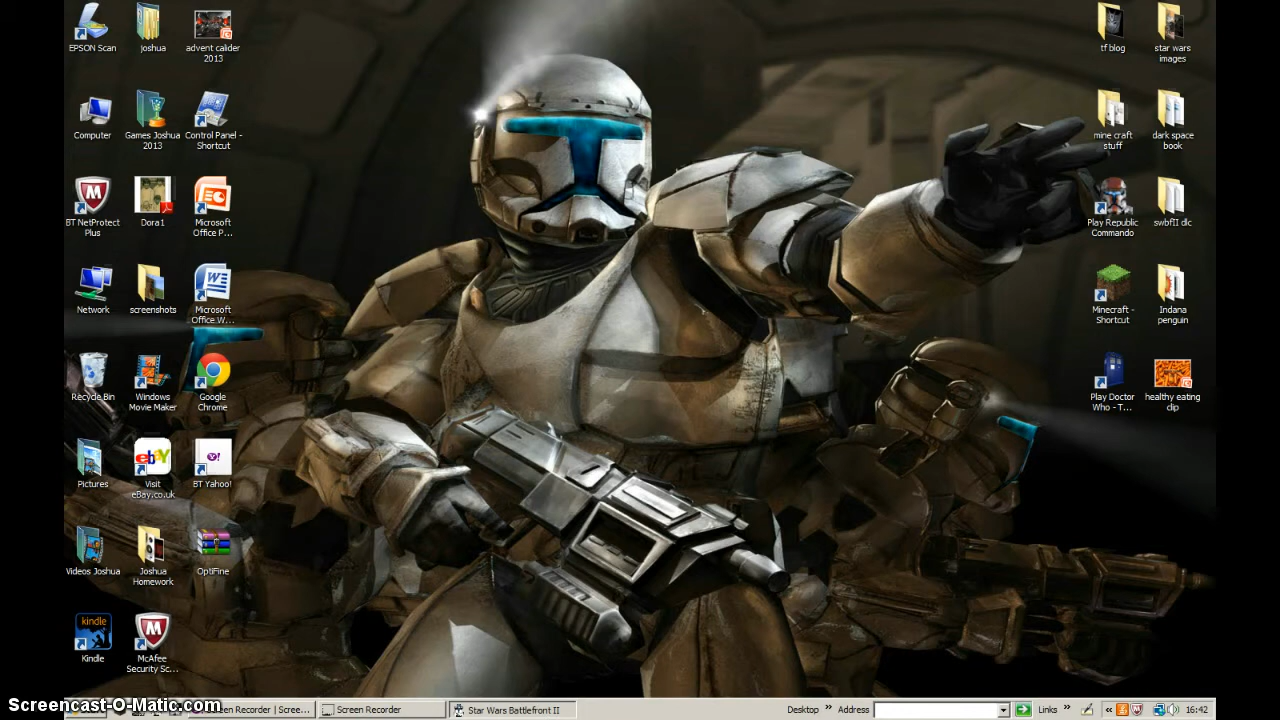 EPSON Scan
joshua
advent calider
2013
tf blog
star wars
images
Computer
Games Joshua
2013
Control Panel -
Shortcut
mine craft
stuff
dark space
book
BT NetProtect
Plus
Dora1
Microsoft
Office P...
Play Republic
Commando
swbfII dlc
Network
screenshots
Microsoft
Office W...
Minecraft -
Shortcut
Indana
penguin
Recycle Bin
Windows
Movie Maker
Google
Chrome
Play Doctor
Who - T...
healthy eating
clip
Pictures
ebY
Visit
eBay.co.uk
Y!
BT Yahoo!
Videos Joshua
Joshua
Homework
OptiFine
kindle
Kindle
McAfee
Security Sc...
Screencast-O-Matic.com
Recorder | Scree...
Screen Recorder
Star Wars Battlefront II
Desktop »
Address
Links »
«
16:42